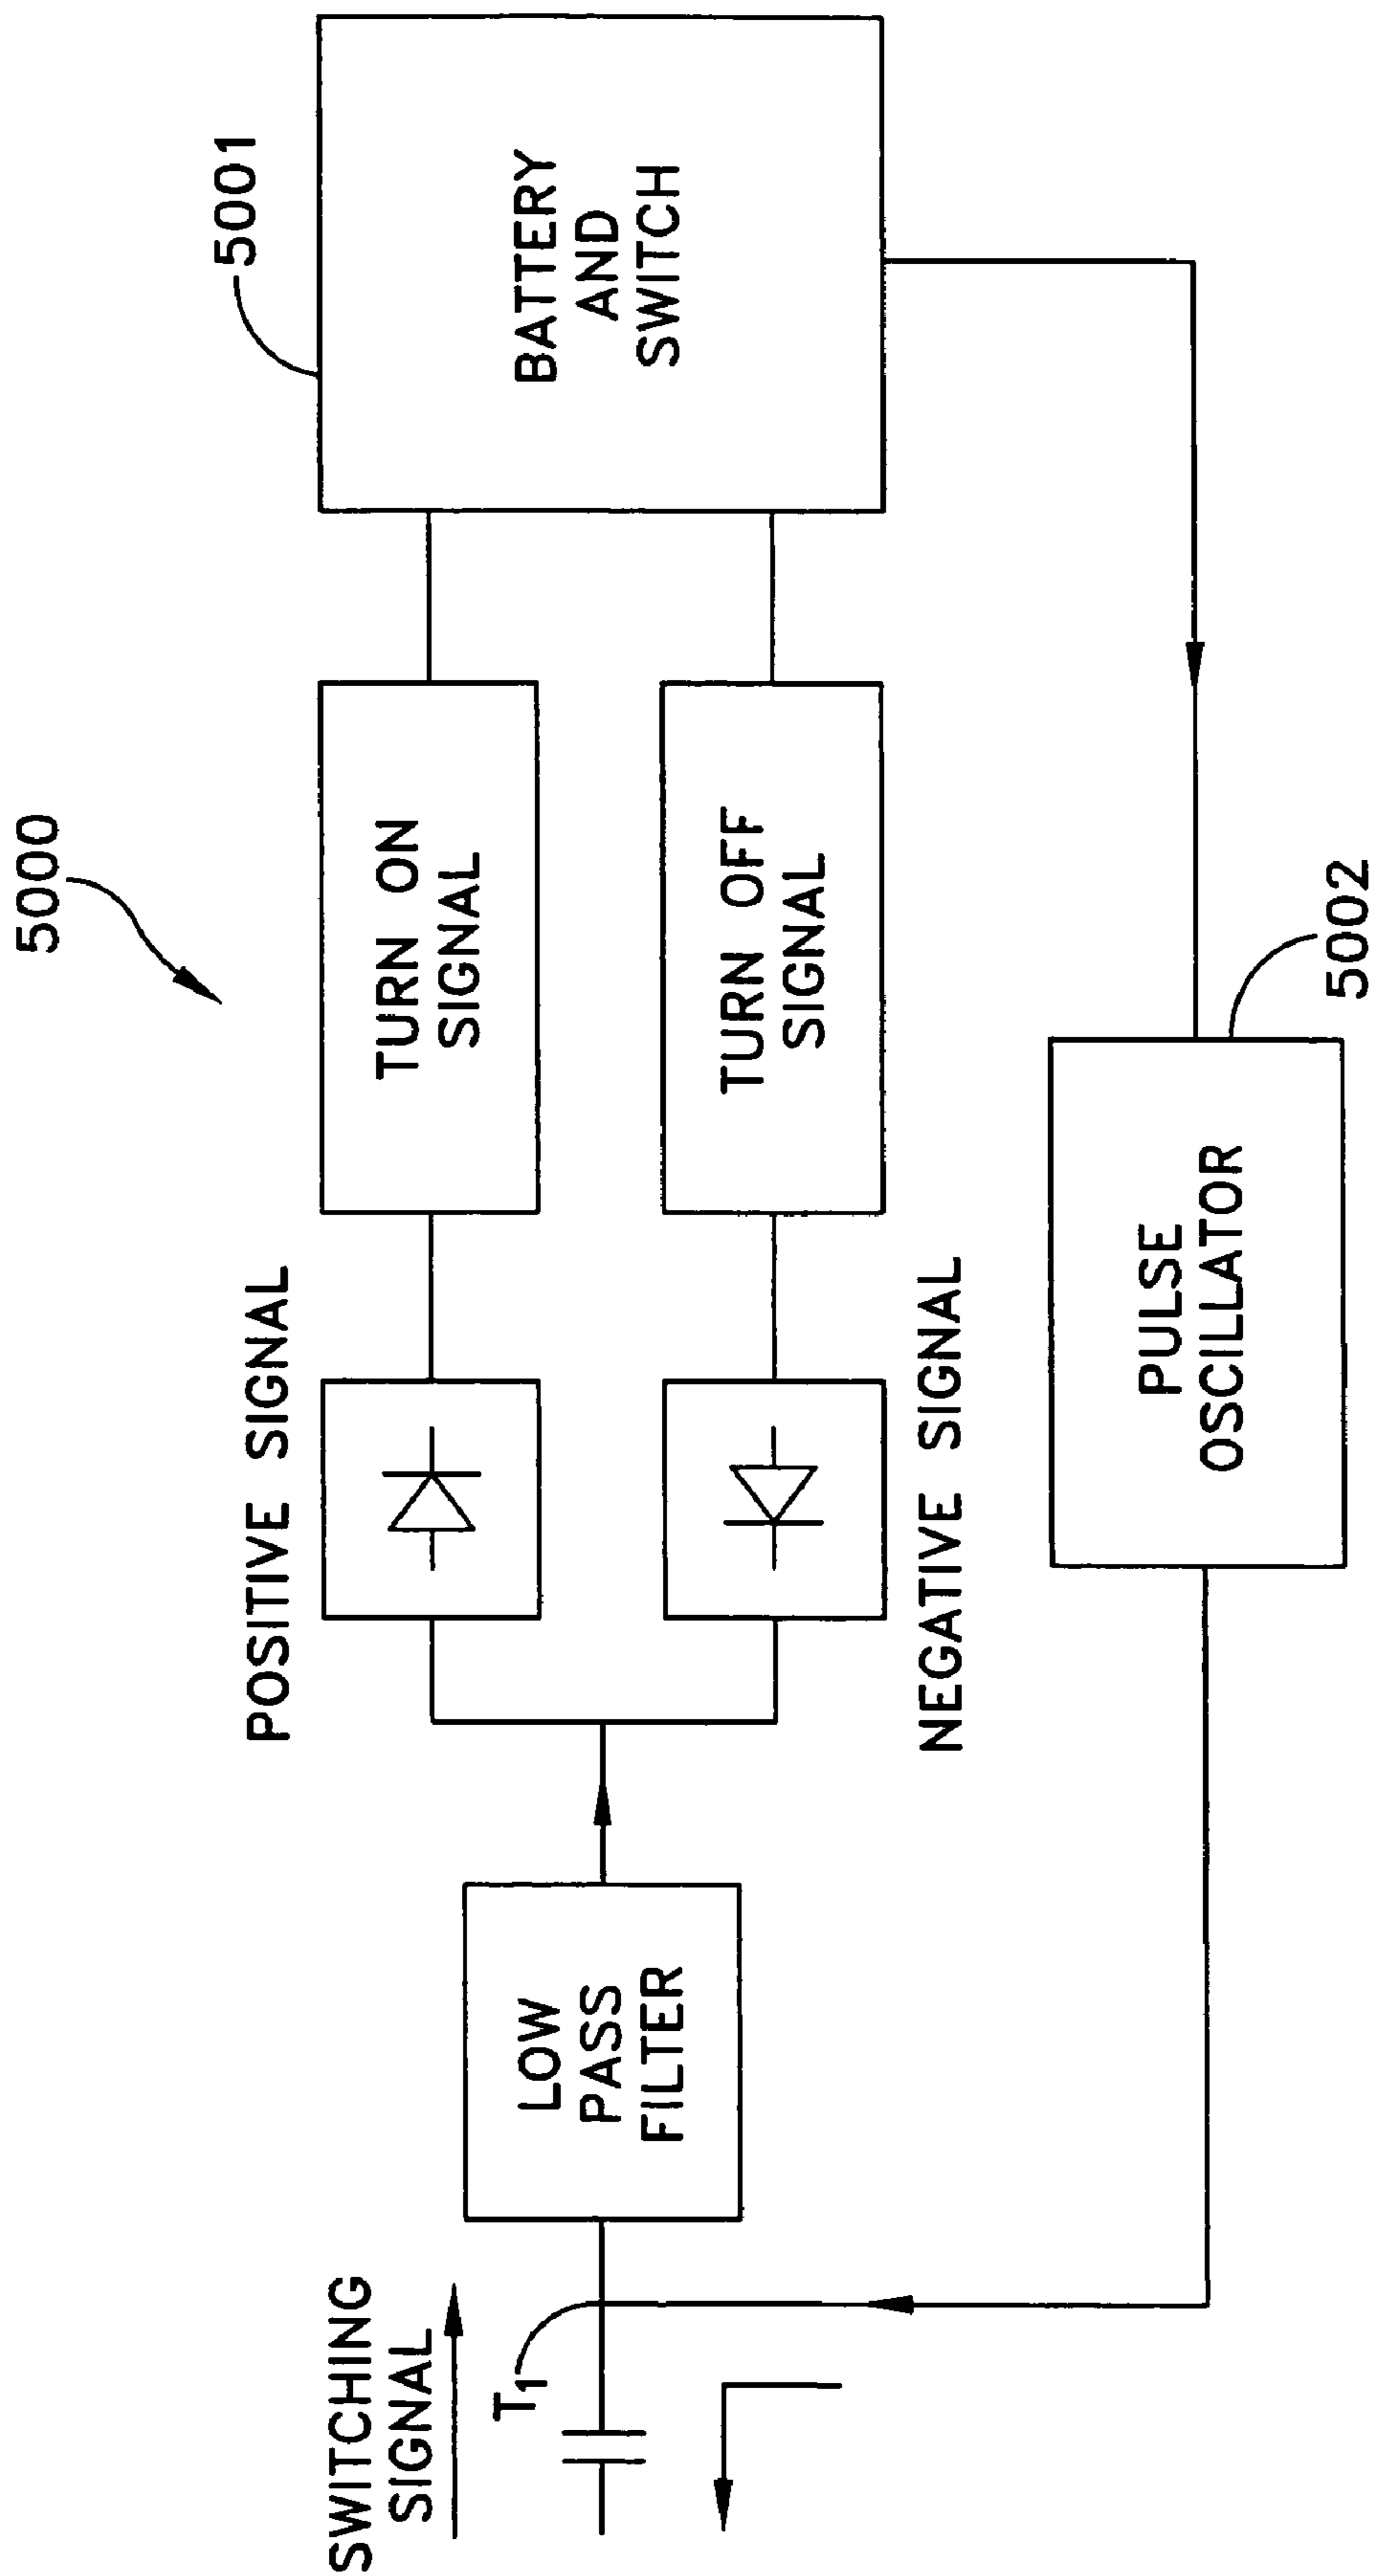 5000
5001
BATTERY
AND
SWITCH
TURN ON
SIGNAL
TURN OFF
SIGNAL
POSITIVE SIGNAL
NEGATIVE SIGNAL
LOW
PASS
FILTER
SWITCHING
SIGNAL
T1
PULSE
OSCILLATOR
5002